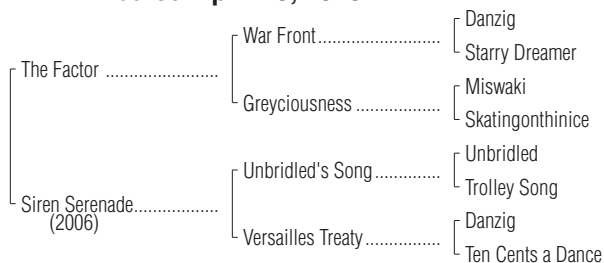 The Factor ........................
War Front..........................
Danzig
Starry Dreamer
Greyciousness ..................
Miswaki
Skatingonthinice
Siren Serenade..................
(2006)
Unbridled's Song..............
Unbridled
Trolley Song
Versailles Treaty................
Danzig
Ten Cents a Dance